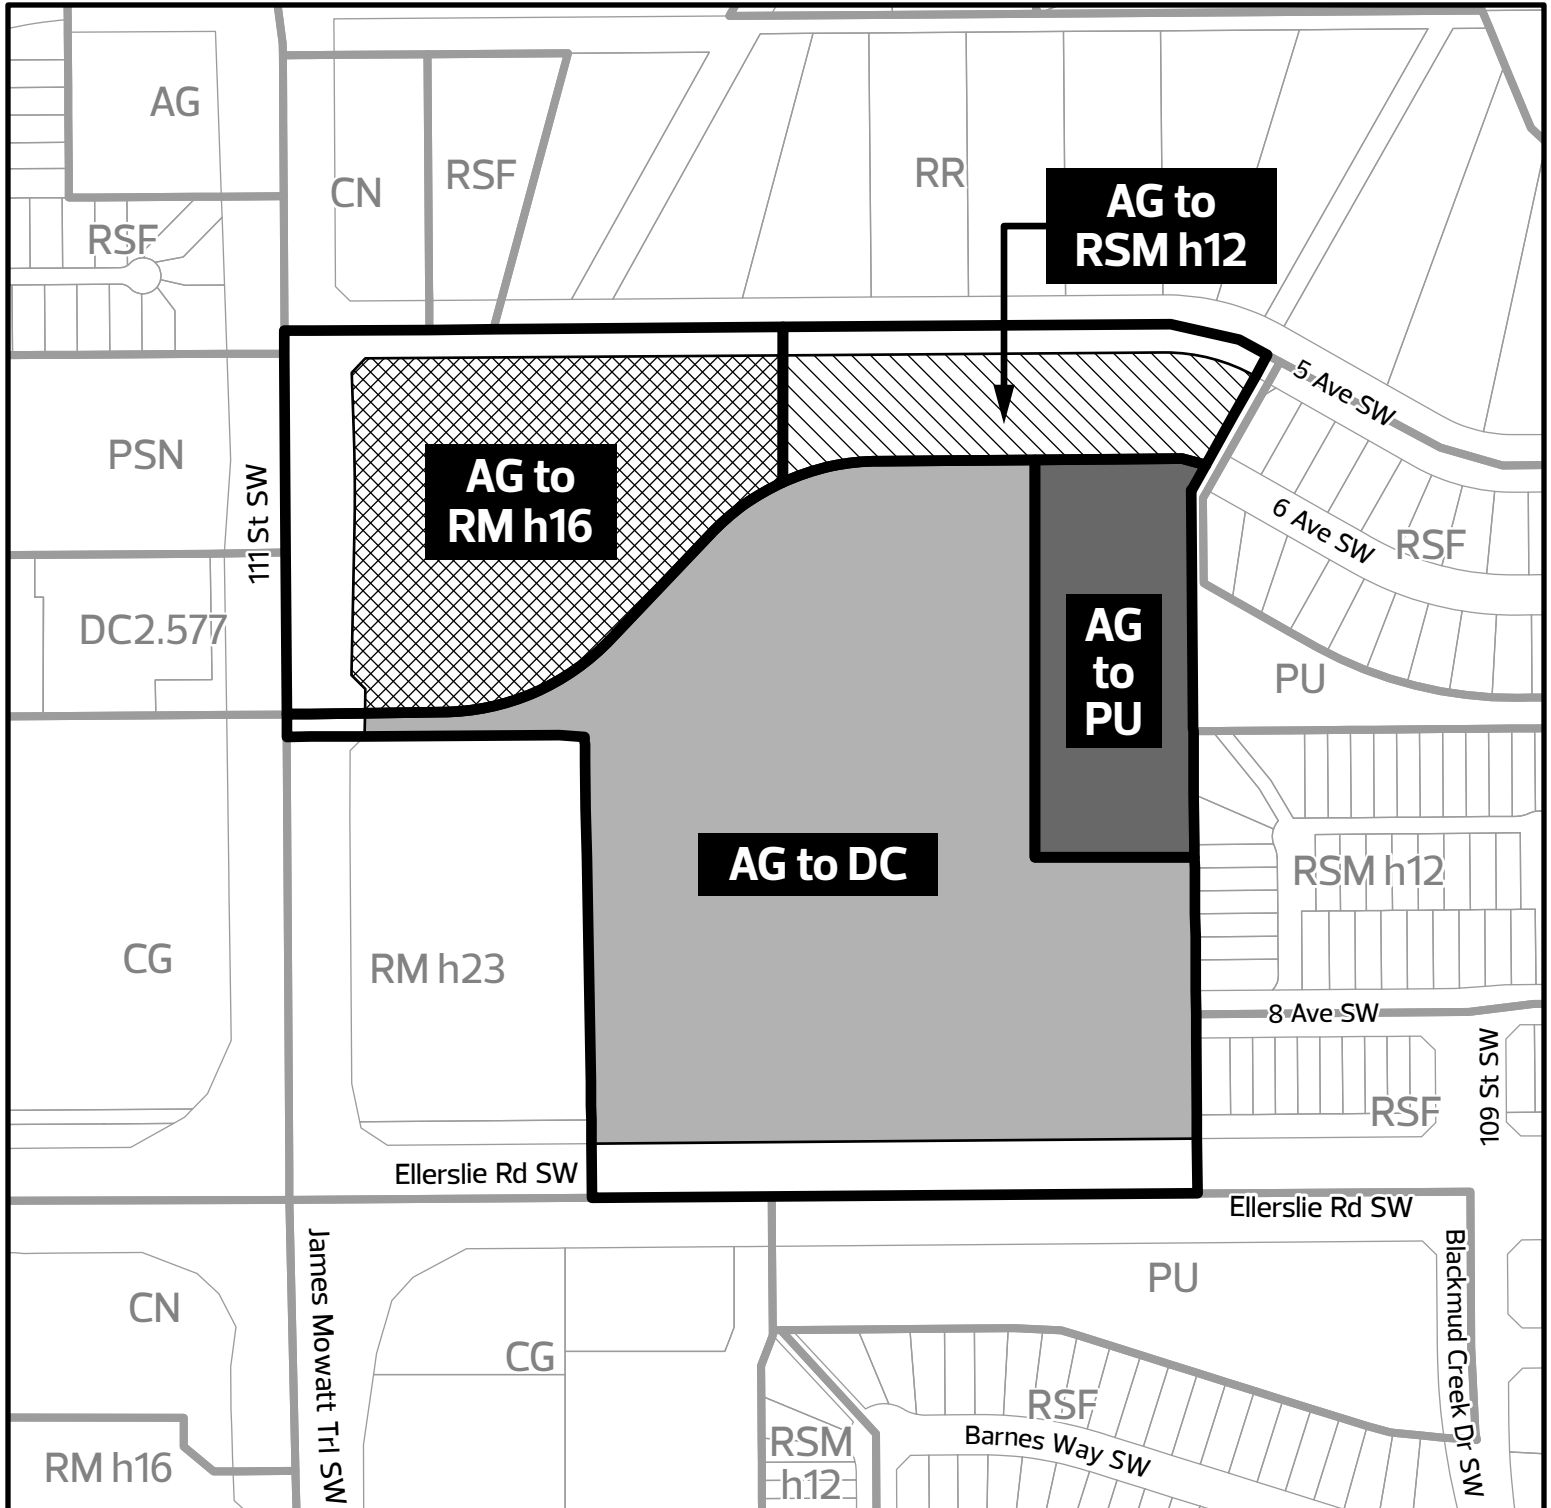 AG
CN
RSF
RR
AG to
RSM h12
RSF
5 Ave SW
PSN
111 St SW
AG to
RM h16
6 Ave SW
RSF
DC2.577
AG
to
PU
PU
AG to DC
RSM h12
CG
RM h23
8 Ave SW
109 St SW
RSF
Ellerslie Rd SW
Ellerslie Rd SW
James Mowatt Trl SW
Blackmud Creek Dr SW
PU
CN
CG
RSF
Barnes Way SW
RSM
h12
RM h16